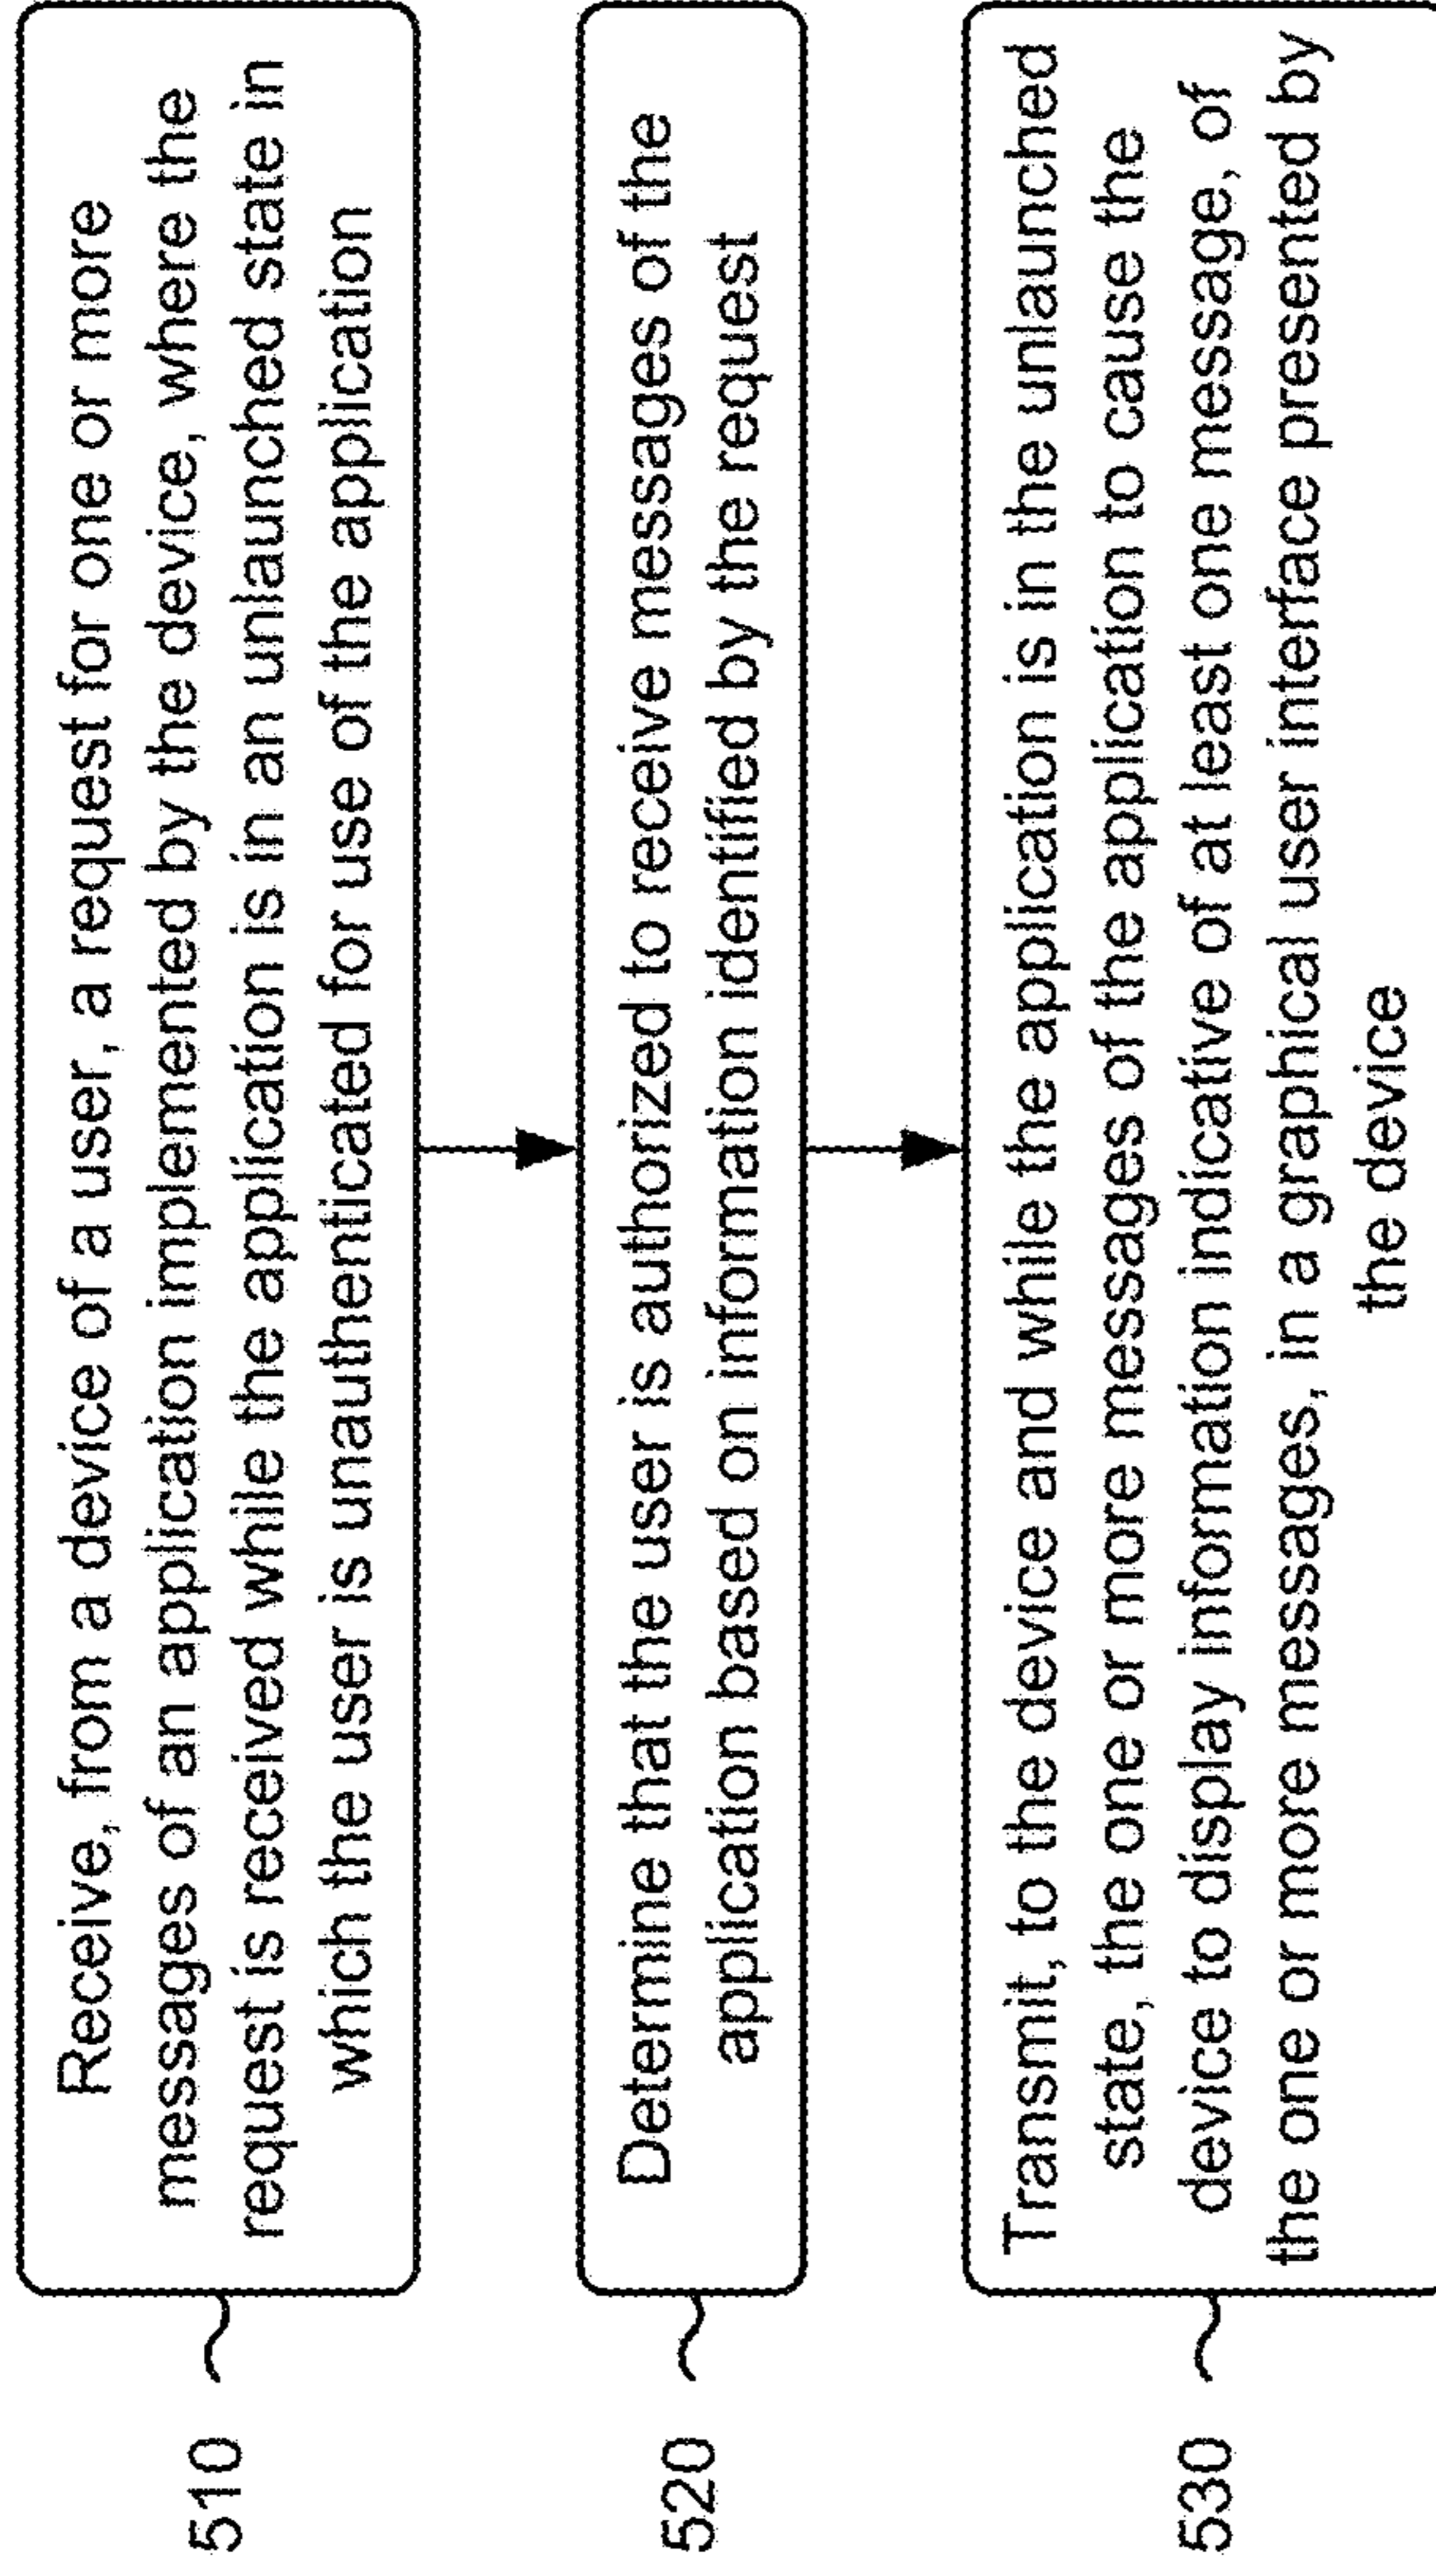 510
Receive, from a device of a user, a request for one or more
messages of an application implemented by the device, where the
request is received while the application is in an unlaunched state in
which the user is unauthenticated for use of the application
520
Determine that the user is authorized to receive messages of the
application based on information identified by the request
530
Transmit, to the device and while the application is in the unlaunched
state, the one or more messages of the application to cause the
device to display information indicative of at least one message, of
the one or more messages, in a graphical user interface presented by
the device